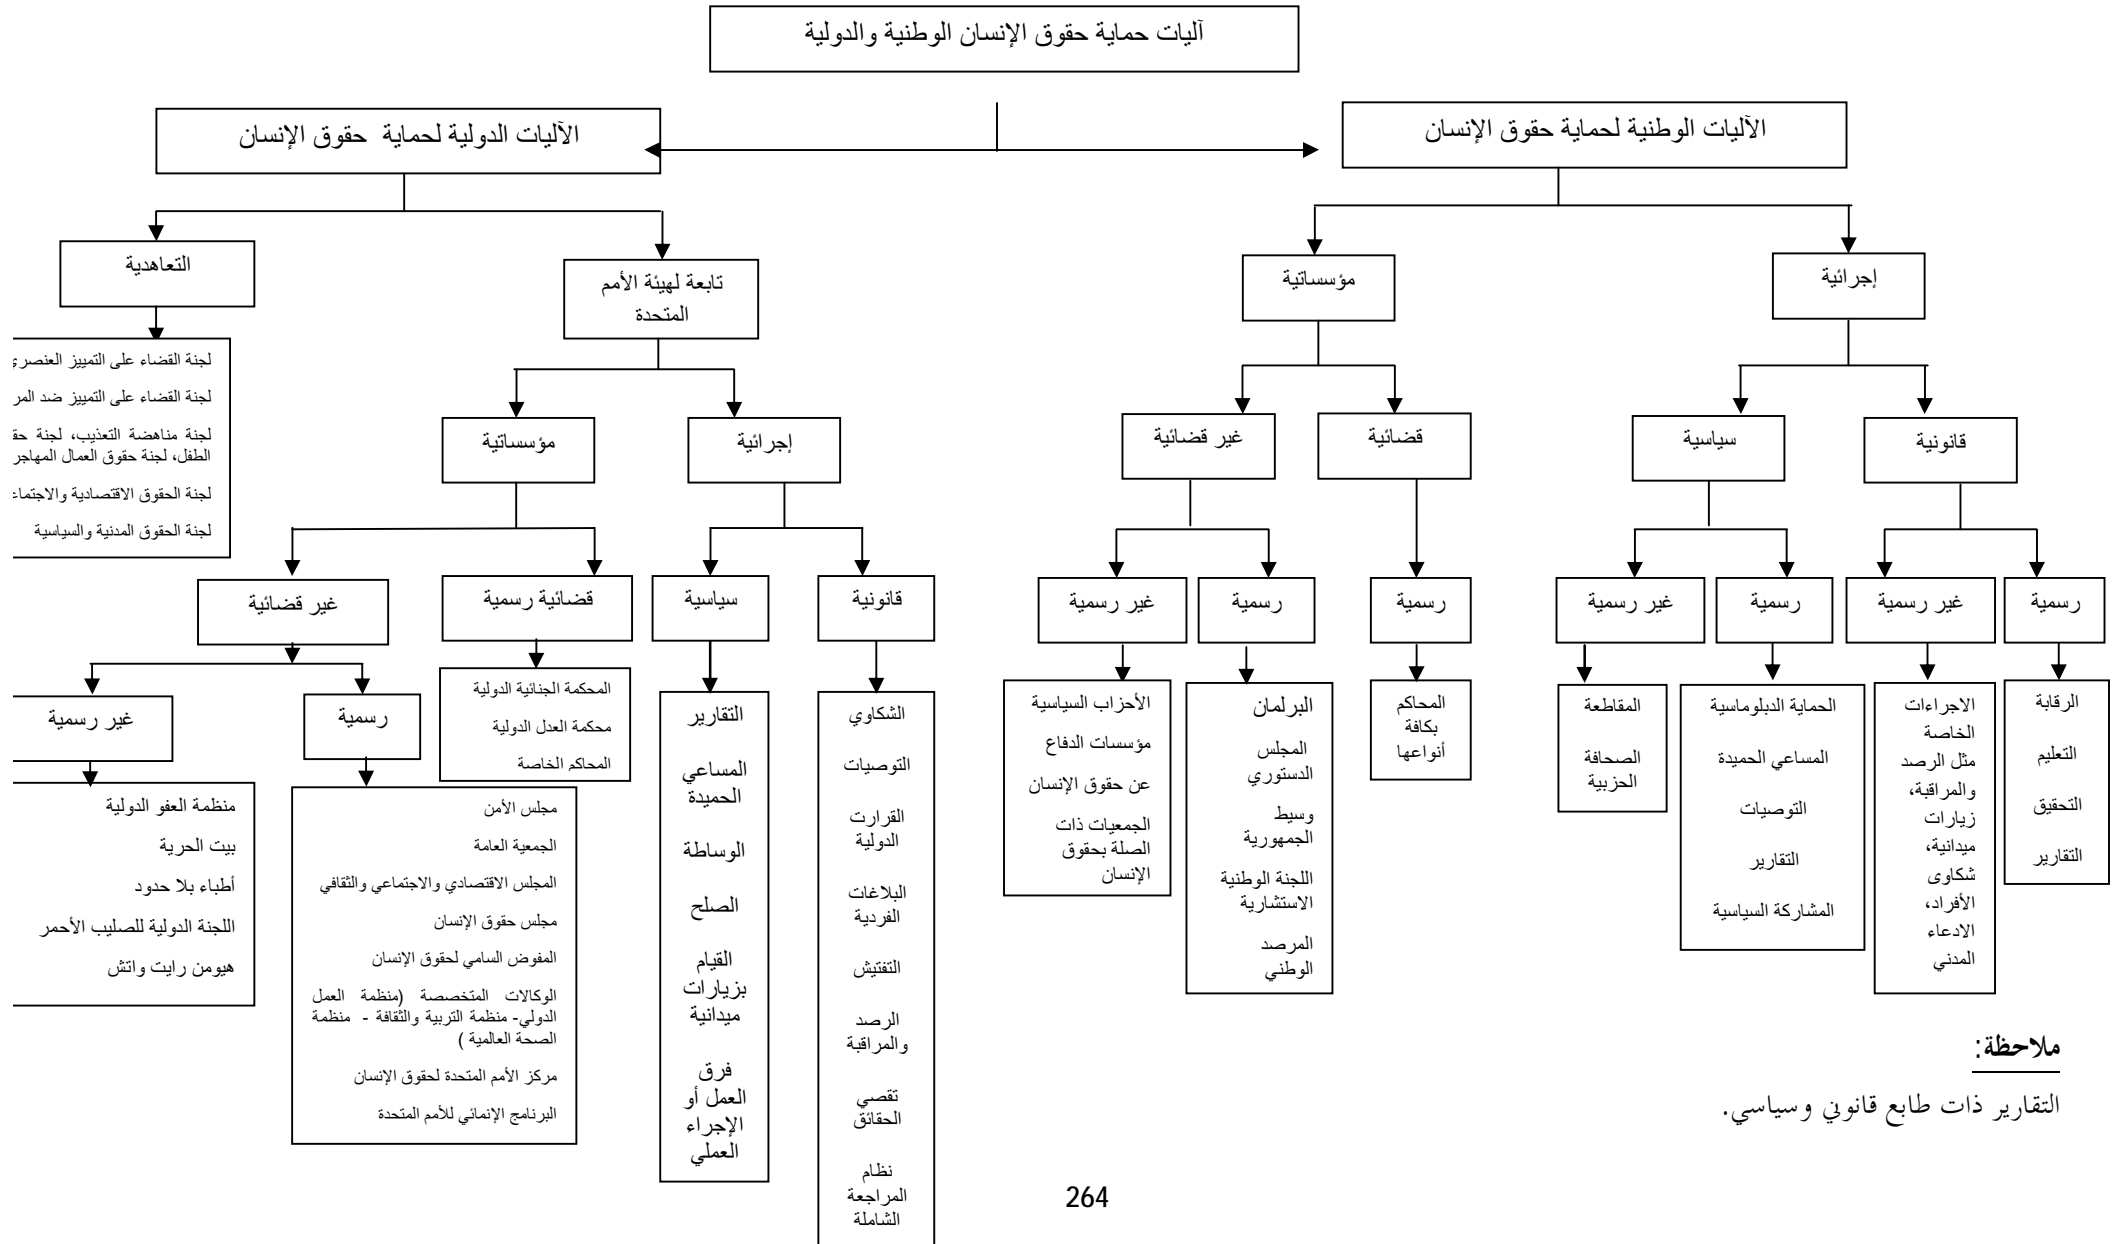 آليات حماية حقوق الإنسان الوطنية والدولية
الآليات الوطنية لحماية حقوق الإنسان
الآليات الدولية لحماية حقوق الإنسان
إجرائية
مؤسساتية
تابعة لهيئة الأمم
المتحدة
التعاهدية
قانونية
سياسية
قضائية
غير قضائية
إجرائية
مؤسساتية
لجنة القضاء على التمييز العنصري
لجنة القضاء على التمييز ضد
لجنة مناهضة التعذيب، لجنة
الطفل، لجنة حقوق العمال
لجنة الحقوق الاقتصادية
لجنة الحقوق المدنية والسياسية
رسمية
غير رسمية
رسمية
غير رسمية
رسمية
رسمية
غير رسمية
قانونية
سياسية
قضائية رسمية
غير قضائية
رسمية
غير رسمية
الرقابة
التعليم
التحقيق
التقارير
الاجراءات
الخاصة
مثل الرصد
والمراقبة،
زيارات
ميدانية،
شكاوى
الأفراد،
الادعاء
المدني
الحماية الدبلوماسية
المساعي الحميدة
التوصيات
التقارير
المشاركة السياسية
المقاطعة
الصحافة
الحزبية
المحاكم
بكافة
أنواعها
البرلمان
المجلس
الدستوري
وسيط
الجمهورية
اللجنة الوطنية
الاستشارية
المرصد
الوطني
الأحزاب السياسية
مؤسسات الدفاع
عن حقوق الإنسان
الجمعيات ذات
الصلة بحقوق
الإنسان
الشكاوي
التوصيات
القرارت
الدولية
البلاغات
الفردية
التفتيش
الرصد
والمراقبة
تقصي
الحقائق
نظام
المراجعة
الشاملة
التقارير
المساعي
الحميدة
الوساطة
الصلح
القيام
بزيارات
ميدانية
فرق
العمل أو
الإجراء
العملي
المحكمة الجنائية الدولية
محكمة العدل الدولية
المحاكم الخاصة
مجلس الأمن
الجمعية العامة
المجلس الاقتصادي والاجتماعي والثقافي
مجلس حقوق الإنسان
المفوض السامي لحقوق الإنسان
الوكالات المتخصصة (منظمة العمل
الدولي- منظمة التربية والثقافة - منظمة
الصحة العالمية )
مركز الأمم المتحدة لحقوق الإنسان
البرنامج الإنمائي للأمم المتحدة
منظمة العفو الدولية
بيت الحرية
أطباء بلا حدود
اللجنة الدولية للصليب الأحمر
هيومن رايت واتش
ملاحظة:
التقارير ذات طابع قانوني وسياسي.
264